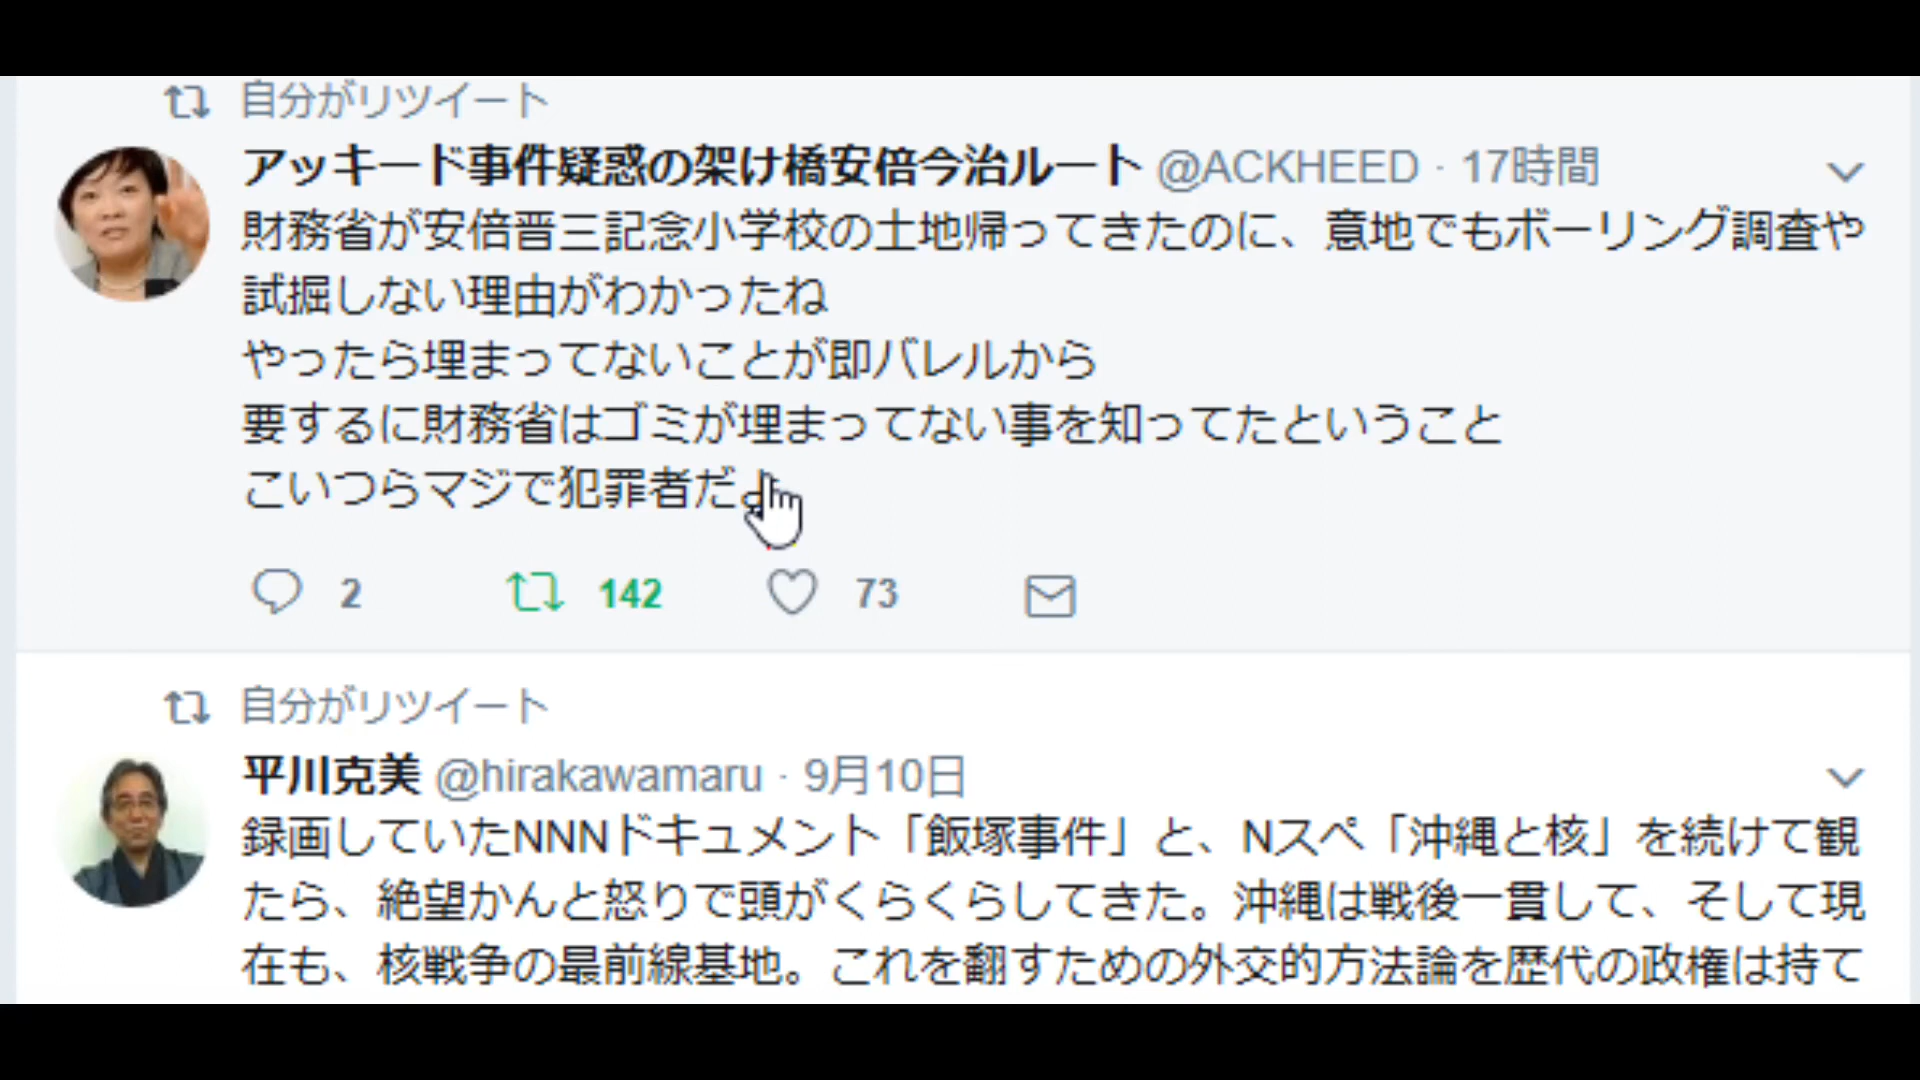 自分がリツイート
アッキード事件疑惑の架け橋安倍今治ルート @ACKHEED · 17時間
財務省が安倍晋三記念小学校の土地帰ってきたのに、意地でもボーリング調査や
試掘しない理由がわかったね
やったら埋まってないことが即バレルから
要するに財務省はゴミが埋まってない事を知ってたということ
こいつらマジで犯罪者だ
2 142 73
自分がリツイート
平川克美 @hirakawamaru · 9月10日
録画していたNNNドキュメント「飯塚事件」と、Nスペ「沖縄と核」を続けて観
たら、絶望かんと怒りで頭がくらくらしてきた。沖縄は戦後一貫して、そして現
在も、核戦争の最前線基地。これを翻すための外交的方法論を歴代の政権は持て